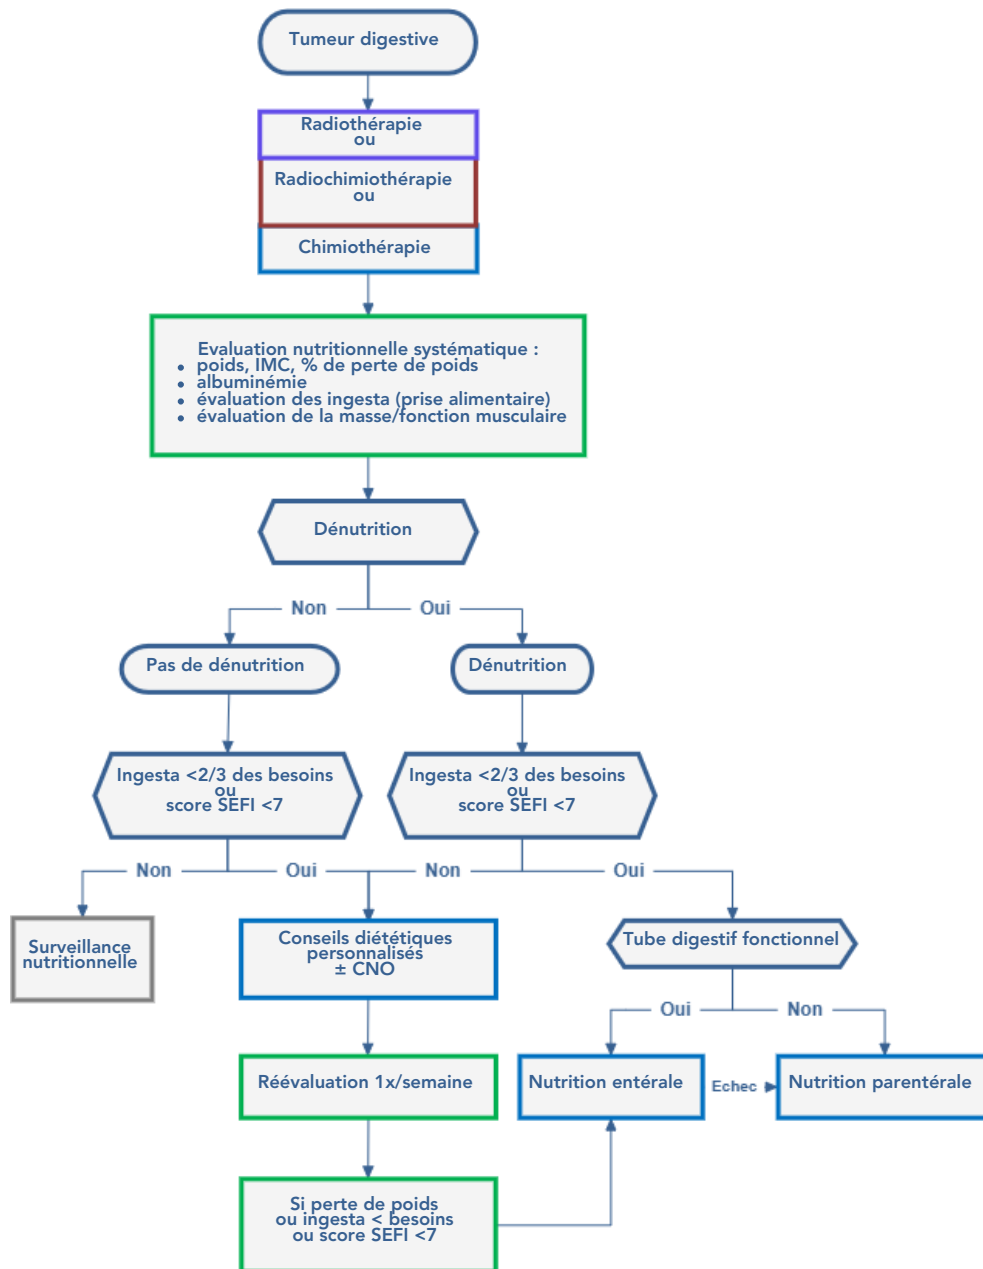 Tumeur digestive
Radiothérapie
ou
Radiochimiothérapie
ou
Chimiothérapie
Evaluation nutritionnelle systématique :
• poids, IMC, % de perte de poids
• albuminémie
• évaluation des ingesta (prise alimentaire)
• évaluation de la masse/fonction musculaire
Dénutrition
Non
Oui
Pas de dénutrition
Dénutrition
Ingesta <2/3 des besoins
ou
score SEFI <7
Ingesta <2/3 des besoins
ou
score SEFI <7
Non
Oui
Non
Oui
Surveillance
nutritionnelle
Conseils diététiques
personnalisés
± CNO
Tube digestif fonctionnel
Oui
Non
Réévaluation 1x/semaine
Nutrition entérale
Echec
Nutrition parentérale
Si perte de poids
ou ingesta < besoins
ou score SEFI <7